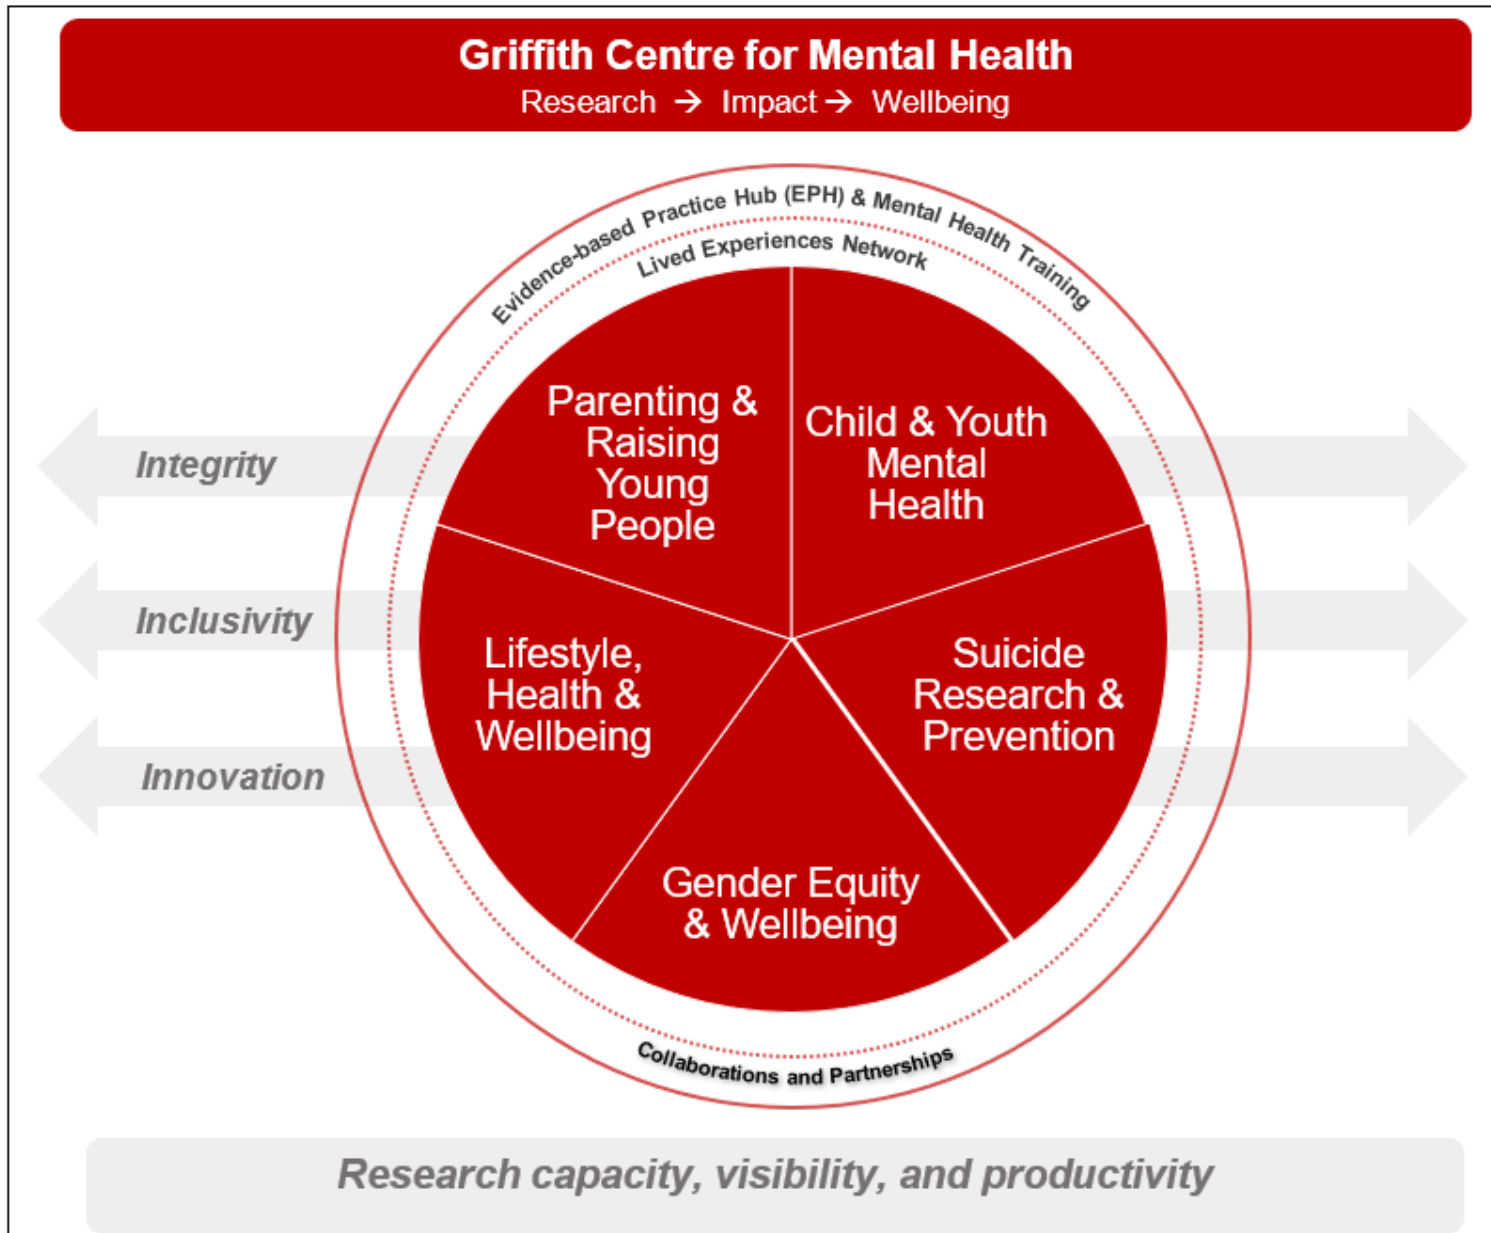 Griffith Centre for Mental Health
Research → Impact → Wellbeing
Evidence-based Practice Hub (EPH) & Mental Health Training
Lived Experiences Network
Parenting &
Raising
Young
People
Child & Youth
Mental
Health
Integrity
Inclusivity
Innovation
Lifestyle,
Health &
Wellbeing
Suicide
Research &
Prevention
Gender Equity
& Wellbeing
Collaborations and Partnerships
Research capacity, visibility, and productivity